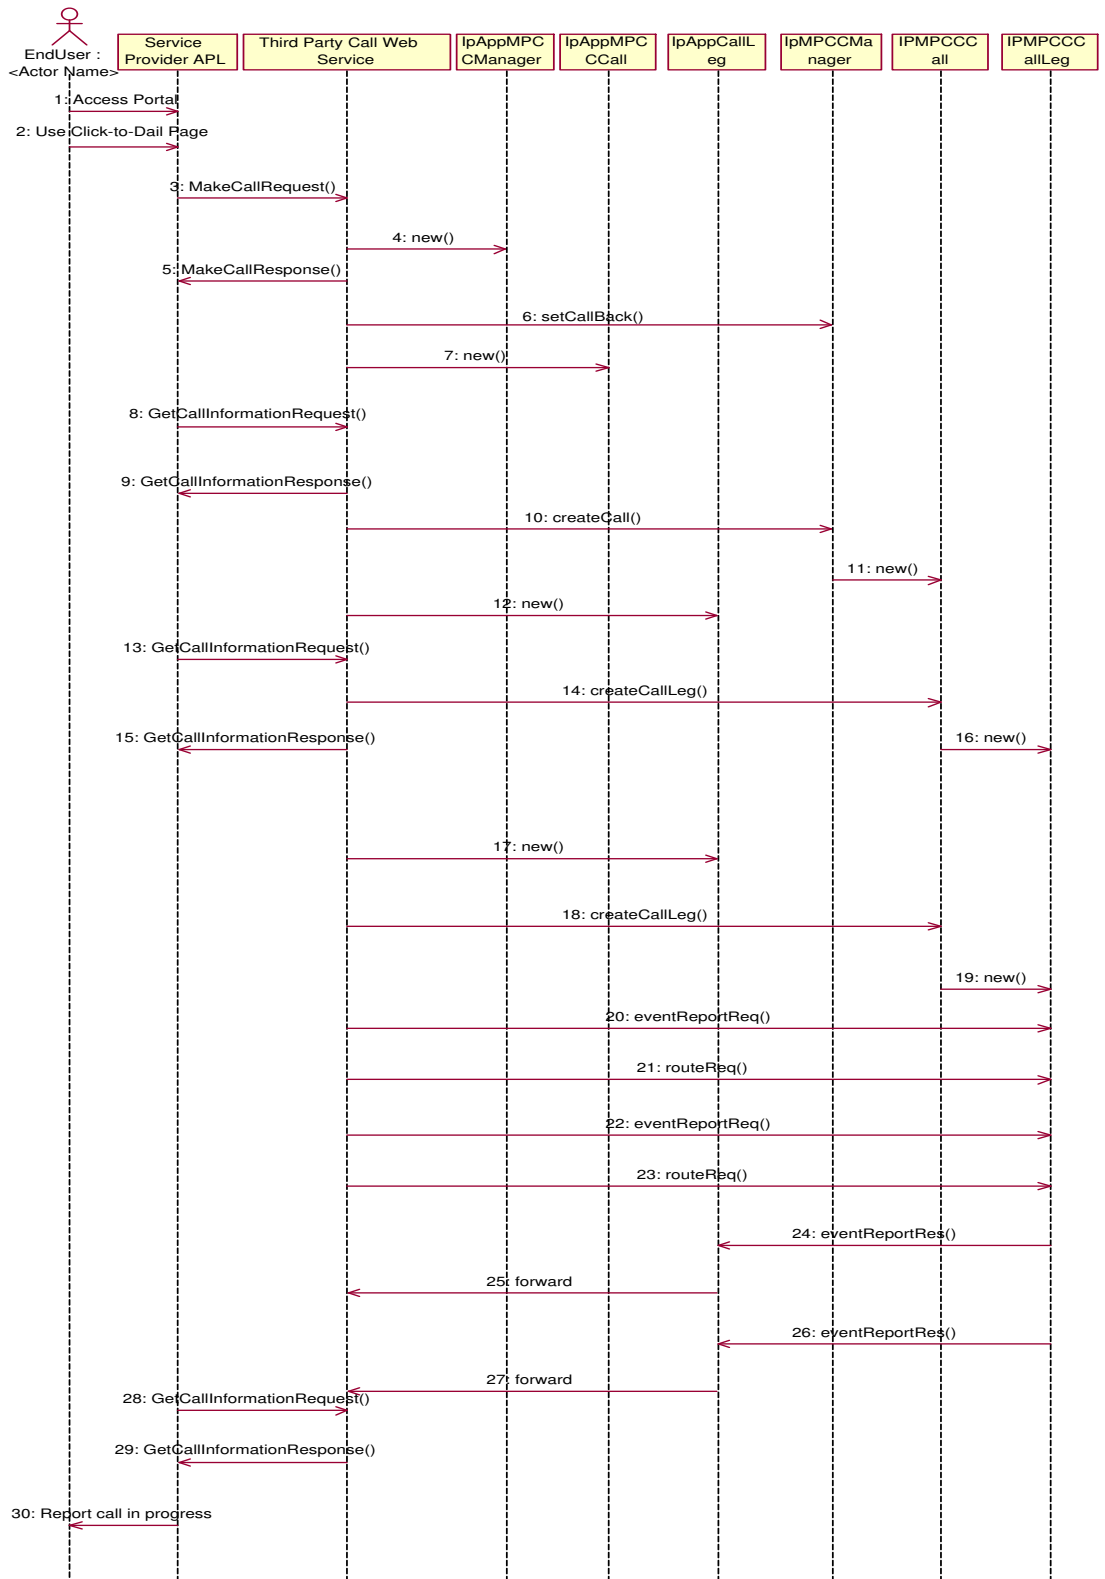 EndUser :
<Actor Name>
Service
Provider APL
Third Party Call Web
Service
IpAppMPC
CManager
IpAppMPC
CCall
IpAppCallL
eg
IpMPCCMa
nager
IPMPCCC
all
IPMPCCC
allLeg
1: Access Portal
2: Use Click-to-Dail Page
3: MakeCallRequest()
4: new()
5: MakeCallResponse()
6: setCallBack()
7: new()
8: GetCallInformationRequest()
9: GetCallInformationResponse()
10: createCall()
11: new()
12: new()
13: GetCallInformationRequest()
14: createCallLeg()
15: GetCallInformationResponse()
16: new()
17: new()
18: createCallLeg()
19: new()
20: eventReportReq()
21: routeReq()
22: eventReportReq()
23: routeReq()
24: eventReportRes()
25: forward
26: eventReportRes()
27: forward
28: GetCallInformationRequest()
29: GetCallInformationResponse()
30: Report call in progress